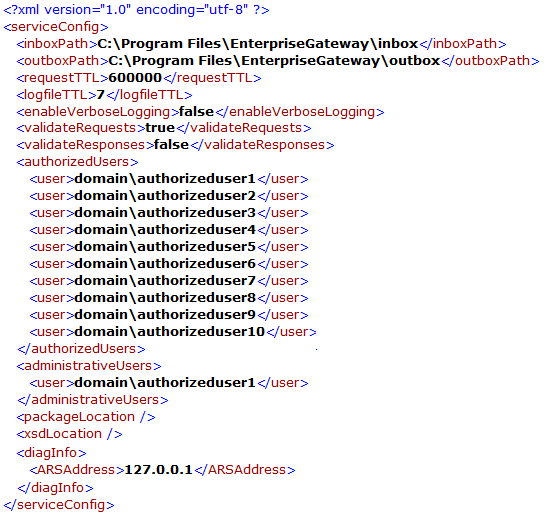 <?xml version="1.0" encoding="utf-8" ?>
<serviceConfig>
<inboxPath>C:\Program Files\EnterpriseGateway\inbox</inboxPath>
<outboxPath>C:\Program Files\EnterpriseGateway\outbox</outboxPath>
<requestTTL>600000</requestTTL>
<logfileTTL>7</logfileTTL>
<enableVerboseLogging>false</enableVerboseLogging>
<validateRequests>true</validateRequests>
<validateResponses>false</validateResponses>
<authorizedUsers>
<user>domain\authorizeduser1</user>
<user>domain\authorizeduser2</user>
<user>domain\authorizeduser3</user>
<user>domain\authorizeduser4</user>
<user>domain\authorizeduser5</user>
<user>domain\authorizeduser6</user>
<user>domain\authorizeduser7</user>
<user>domain\authorizeduser8</user>
<user>domain\authorizeduser9</user>
<user>domain\authorizeduser10</user>
</authorizedUsers>
<administrativeUsers>
<user>domain\authorizeduser1</user>
</administrativeUsers>
<packageLocation />
<xsdLocation />
<diagInfo>
<ARSAddress>127.0.0.1</ARSAddress>
</diagInfo>
</serviceConfig>